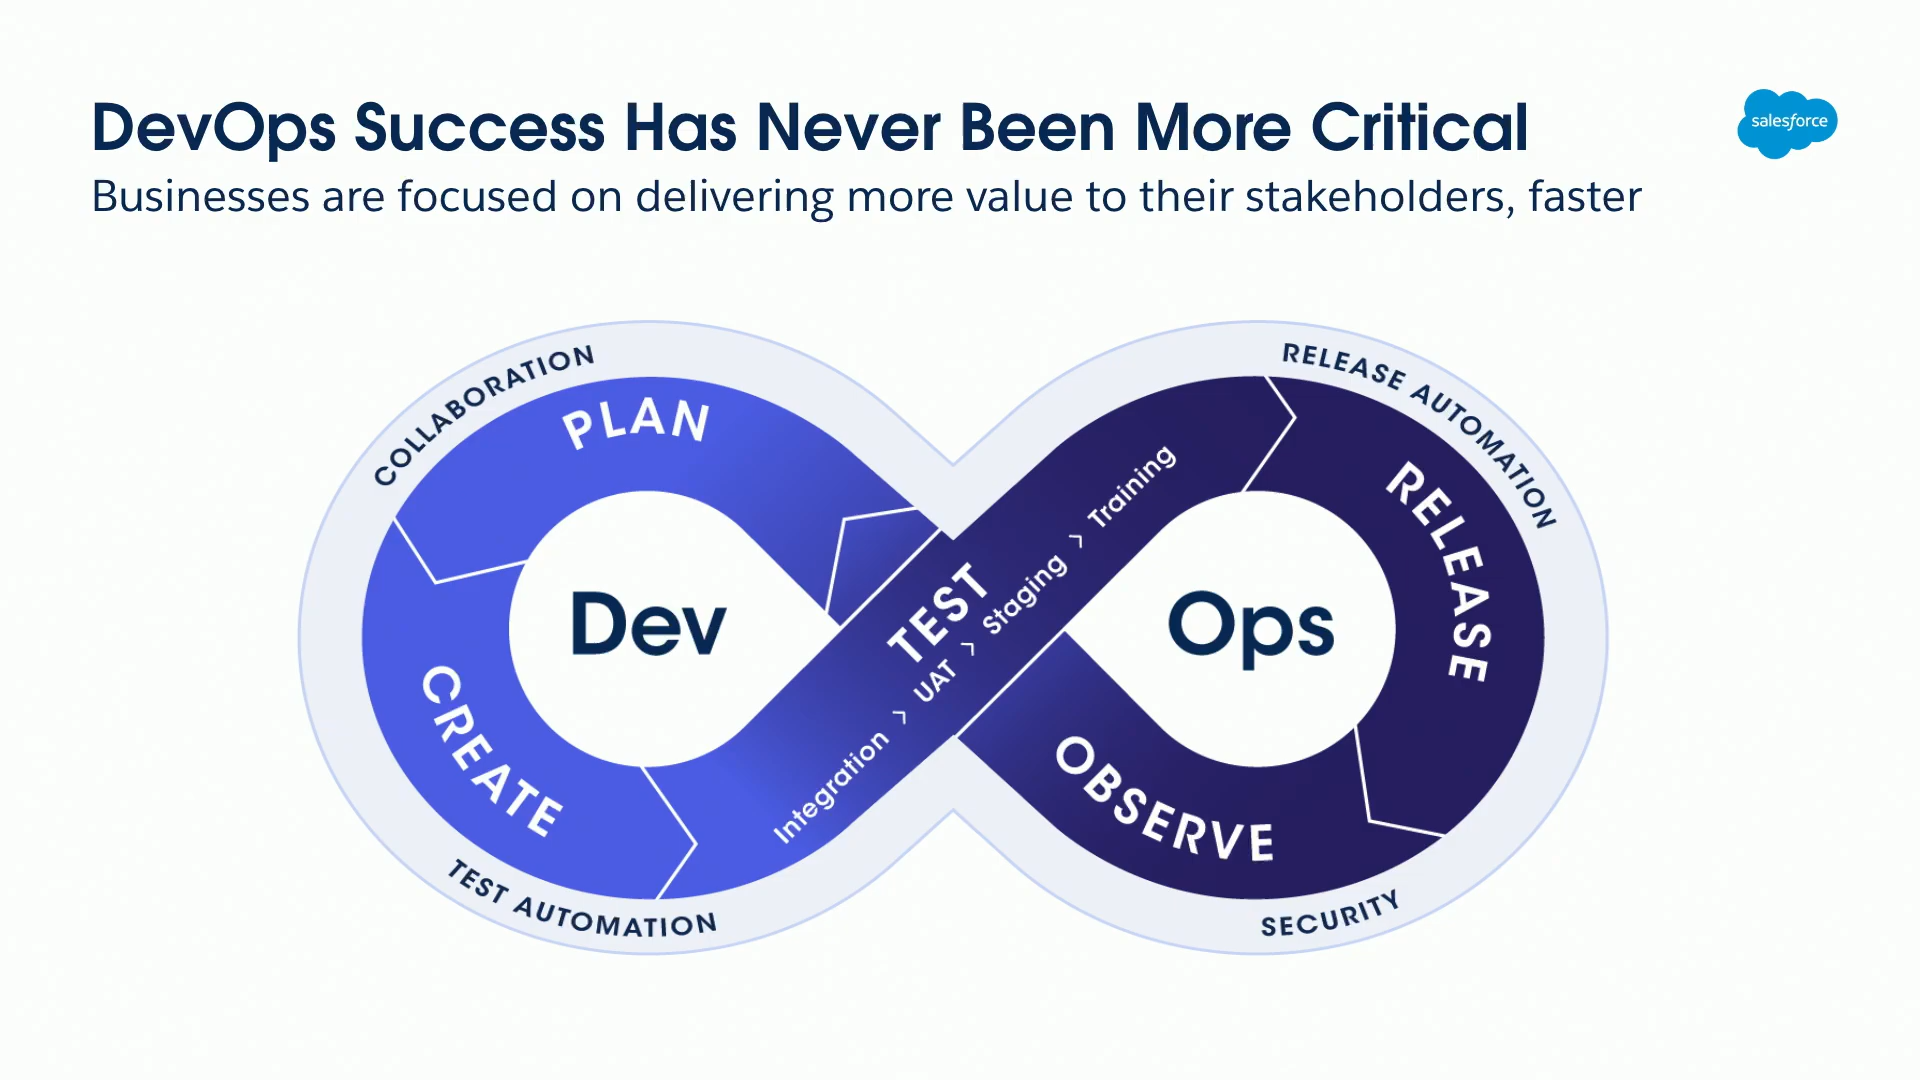 DevOps Success Has Never Been More Critical
salesforce
Businesses are focused on delivering more value to their stakeholders, faster
COLLABORATION
RELEASE AUTOMATION
PLAN
Dev
CREATE
TEST
Integration > UAT > Staging > Training
Ops
RELEASE
OBSERVE
TEST AUTOMATION
SECURITY